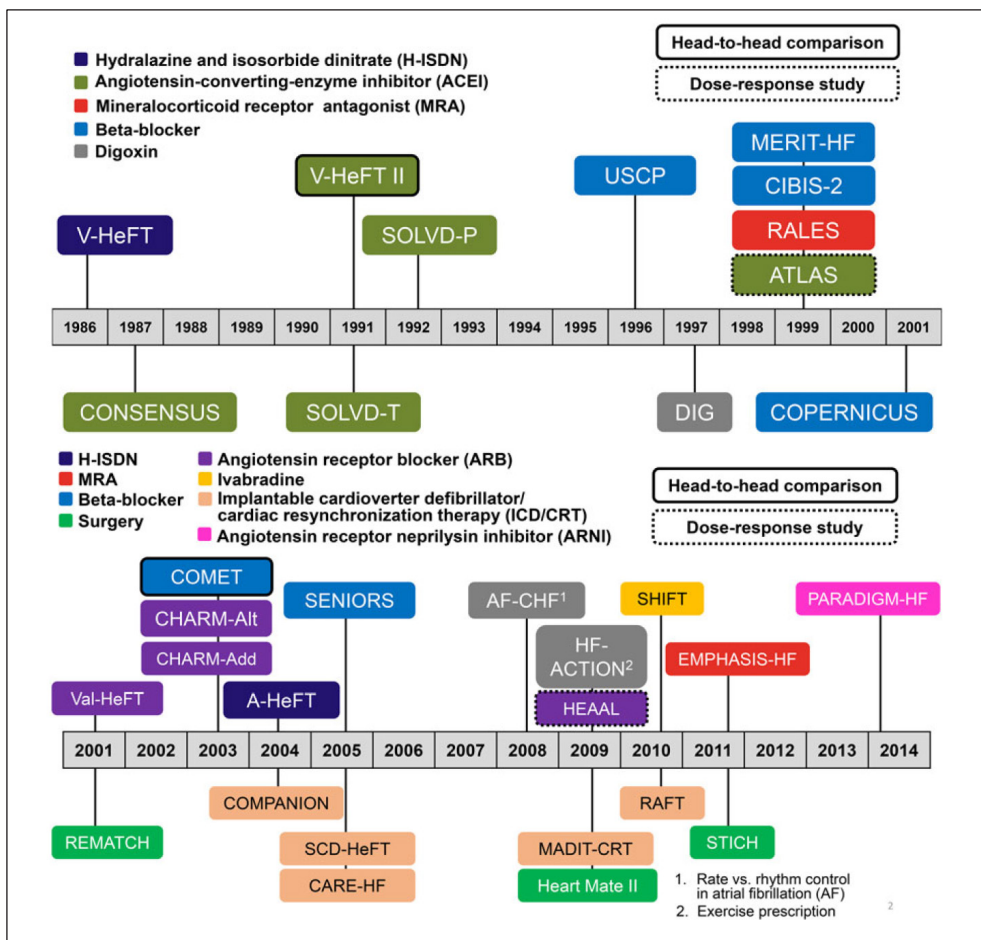 Hydralazine and isosorbide dinitrate (H-ISDN)
Angiotensin-converting-enzyme inhibitor (ACEI)
Mineralocorticoid receptor antagonist (MRA)
Beta-blocker
Digoxin
Head-to-head comparison
Dose-response study
V-HeFT
V-HeFT II
SOLVD-P
USCP
MERIT-HF
CIBIS-2
RALES
ATLAS
1986 1987 1988 1989 1990 1991 1992 1993 1994 1995 1996 1997 1998 1999 2000 2001
CONSENSUS
SOLVD-T
DIG
COPERNICUS
H-ISDN
MRA
Beta-blocker
Surgery
Angiotensin receptor blocker (ARB)
Ivabradine
Implantable cardioverter defibrillator/
cardiac resynchronization therapy (ICD/CRT)
Angiotensin receptor neprilysin inhibitor (ARNI)
Head-to-head comparison
Dose-response study
COMET
CHARM-Alt
CHARM-Add
Val-HeFT
A-HeFT
SENIORS
AF-CHF1
HF-
ACTION2
HEAAL
SHIFT
EMPHASIS-HF
PARADIGM-HF
2001 2002 2003 2004 2005 2006 2007 2008 2009 2010 2011 2012 2013 2014
REMATCH
COMPANION
SCD-HeFT
CARE-HF
MADIT-CRT
Heart Mate II
RAFT
STICH
1. Rate vs. rhythm control
in atrial fibrillation (AF)
2. Exercise prescription
2